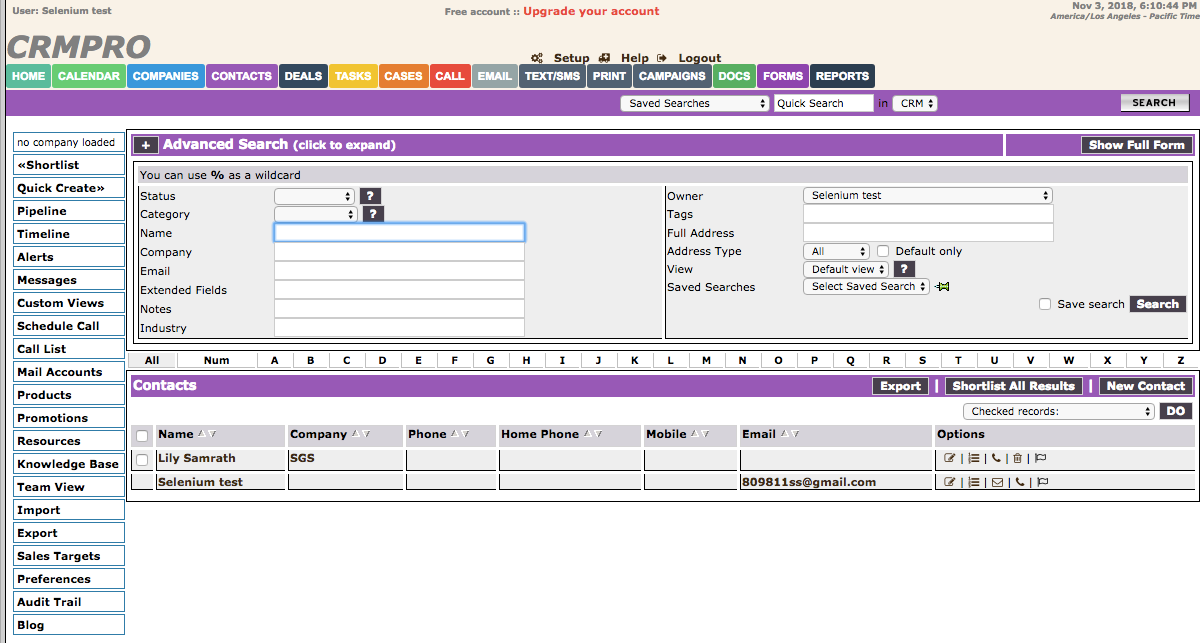 User: Selenium test
Free account :: Upgrade your account
Nov 3, 2018, 6:10:44 PM
America/Los Angeles - Pacific Time
CRMPRO
Setup Help Logout
HOME CALENDAR COMPANIES CONTACTS DEALS TASKS CASES CALL EMAIL TEXT/SMS PRINT CAMPAIGNS DOCS FORMS REPORTS
Saved Searches Quick Search in CRM SEARCH
no company loaded
«Shortlist
Quick Create»
Pipeline
Timeline
Alerts
Messages
Custom Views
Schedule Call
Call List
Mail Accounts
Products
Promotions
Resources
Knowledge Base
Team View
Import
Export
Sales Targets
Preferences
Audit Trail
Blog
+ Advanced Search (click to expand) Show Full Form
You can use % as a wildcard
Status ?
Category ?
Name
Company
Email
Extended Fields
Notes
Industry
Owner Selenium test
Tags
Full Address
Address Type All Default only
View Default view ?
Saved Searches Select Saved Search
Save search Search
All Num A B C D E F G H I J K L M N O P Q R S T U V W X Y Z
Contacts Export | Shortlist All Results | New Contact
Checked records: DO
Name Company Phone Home Phone Mobile Email Options
Lily Samrath SGS | | | |
Selenium test 809811ss@gmail.com | | | |